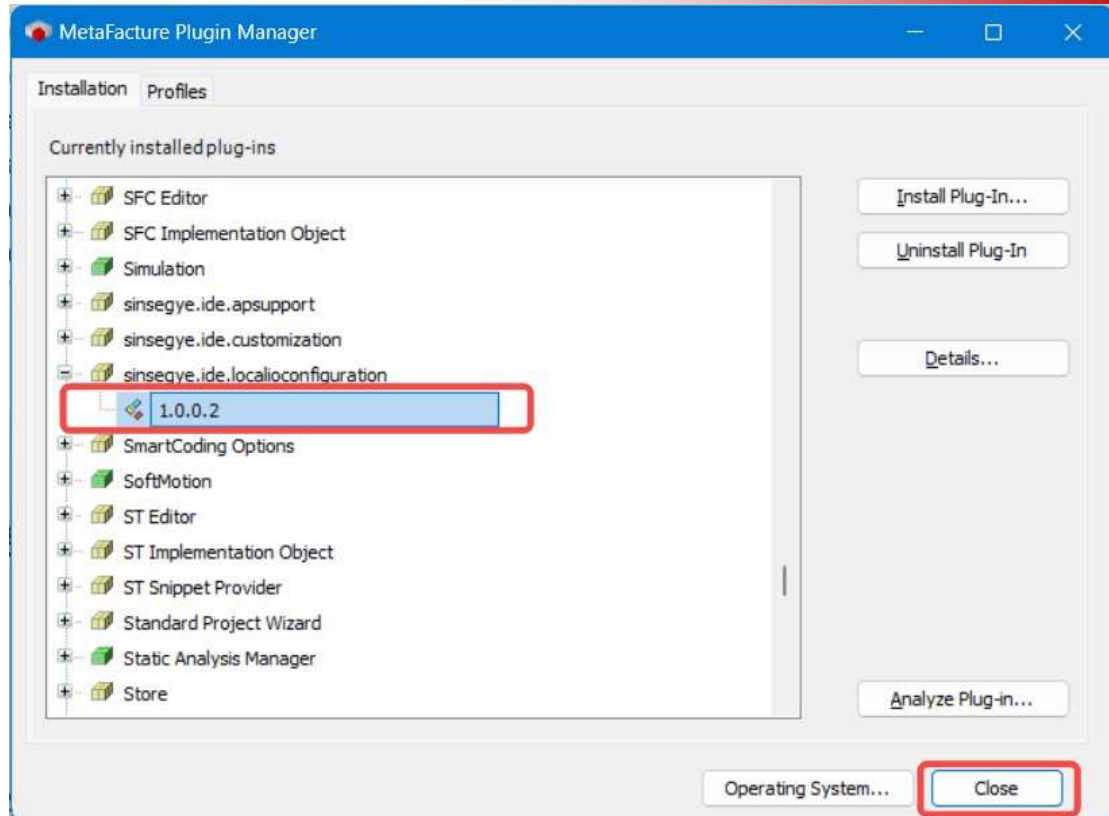 MetaFacture Plugin Manager
Installation Profiles
Currently installed plug-ins
SFC Editor
SFC Implementation Object
Simulation
sinsegye.ide.apsupport
sinsegye.ide.customization
sinsegye.ide.localioconfiguration
1.0.0.2
SmartCoding Options
SoftMotion
ST Editor
ST Implementation Object
ST Snippet Provider
Standard Project Wizard
Static Analysis Manager
Store
Install Plug-In...
Uninstall Plug-In
Details...
Analyze Plug-in...
Operating System...
Close